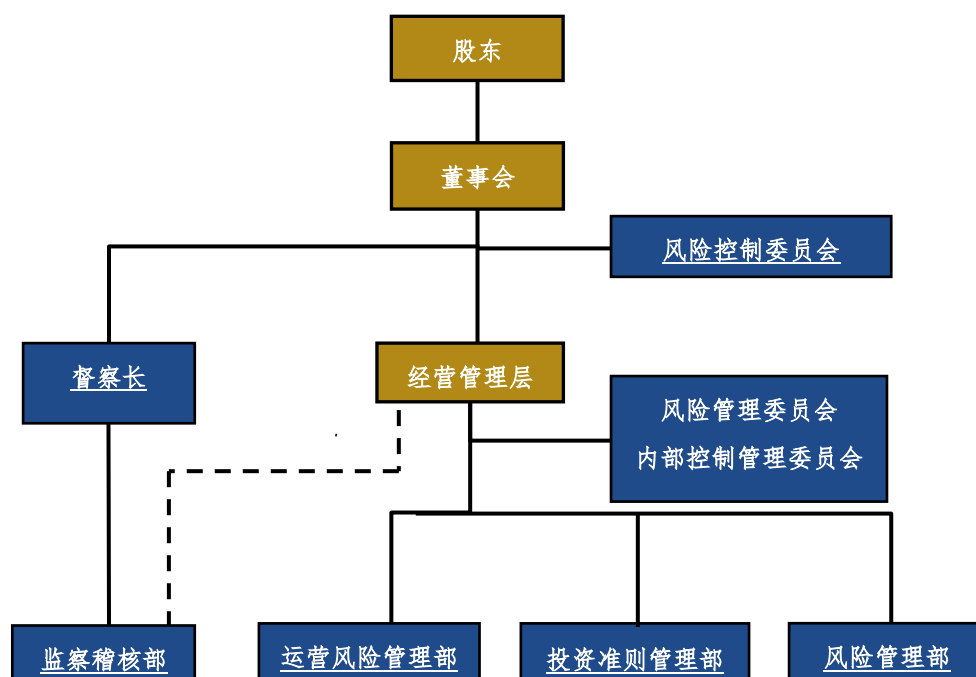 股东
董事会
风险控制委员会
督察长
经营管理层
风险管理委员会
内部控制管理委员会
监察稽核部
运营风险管理部
投资准则管理部
风险管理部